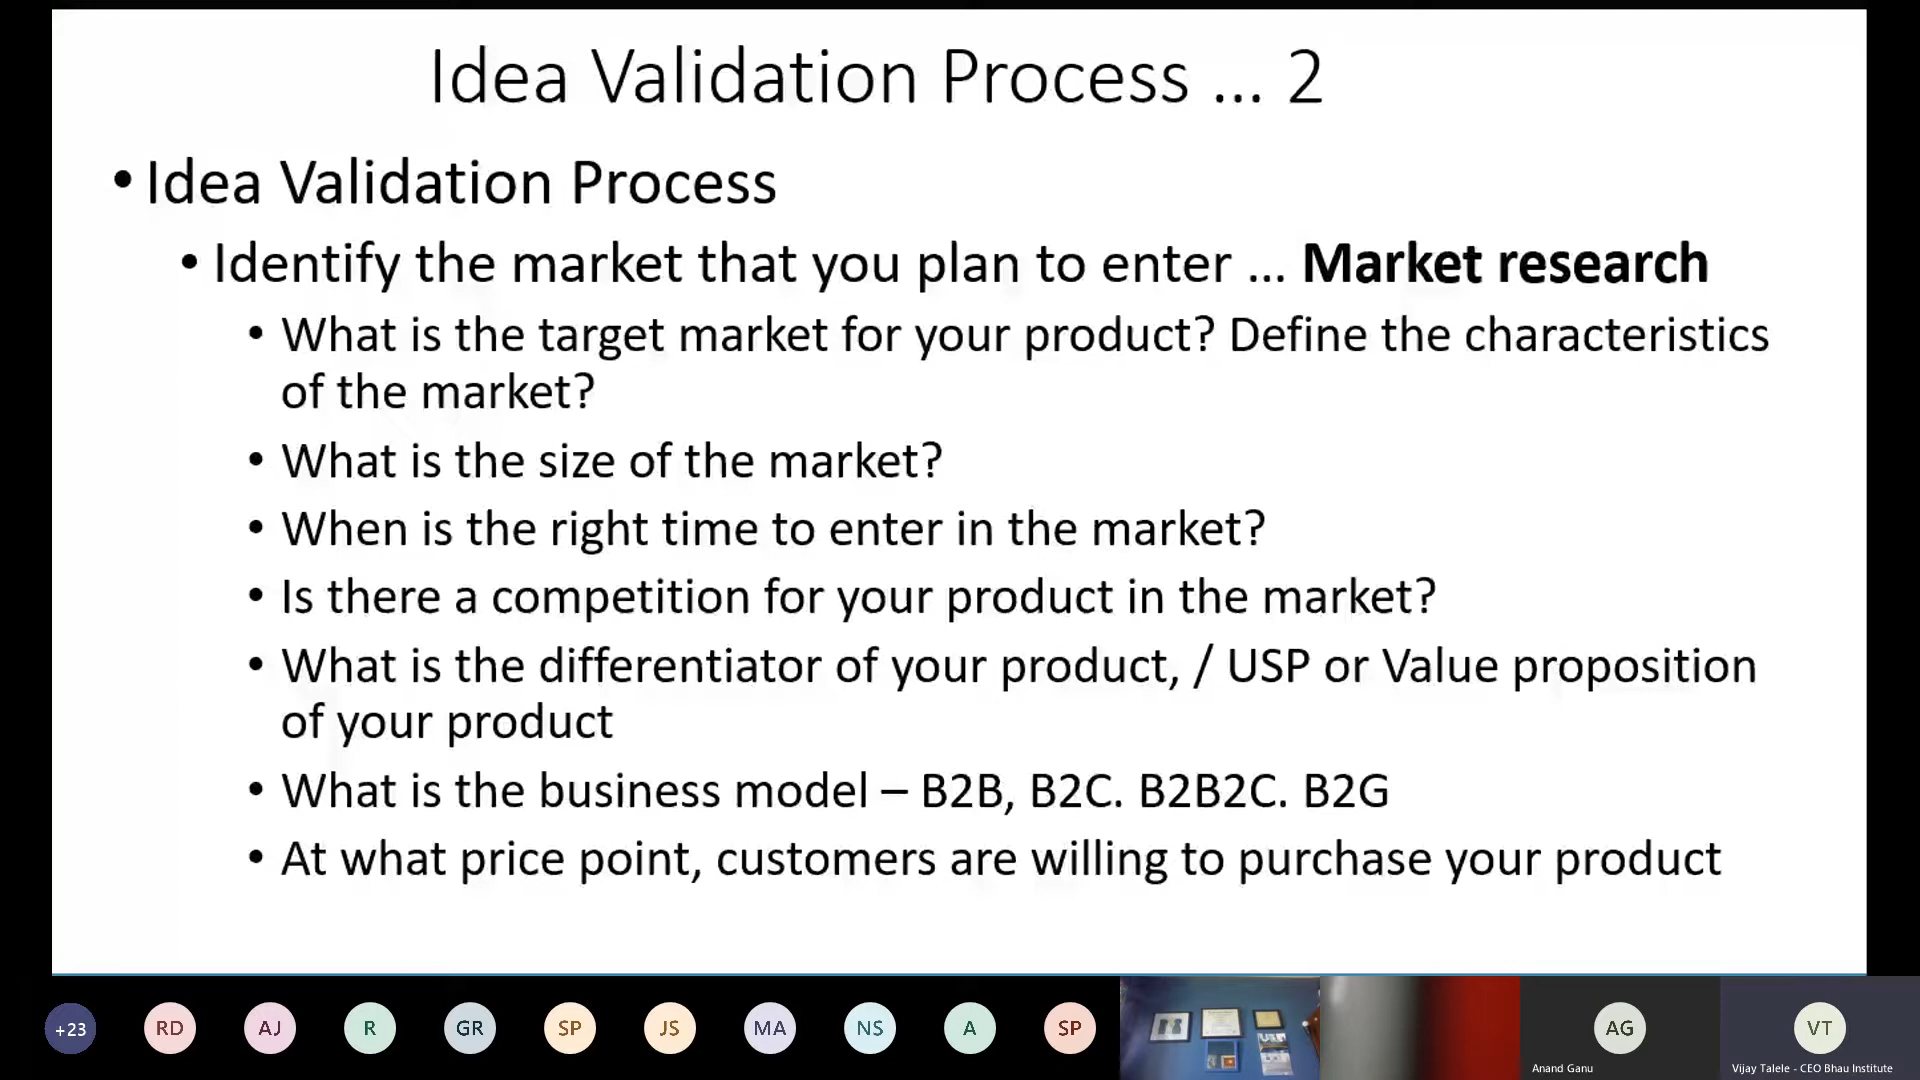 Idea Validation Process ... 2
• Idea Validation Process
• Identify the market that you plan to enter ... Market research
• What is the target market for your product? Define the characteristics
of the market?
• What is the size of the market?
• When is the right time to enter in the market?
• Is there a competition for your product in the market?
• What is the differentiator of your product, / USP or Value proposition
of your product
• What is the business model – B2B, B2C. B2B2C. B2G
• At what price point, customers are willing to purchase your product
+23 RD AJ R GR SP JS MA NS A SP AG VT
Anand Ganu Vijay Talele - CEO Bhau Institute